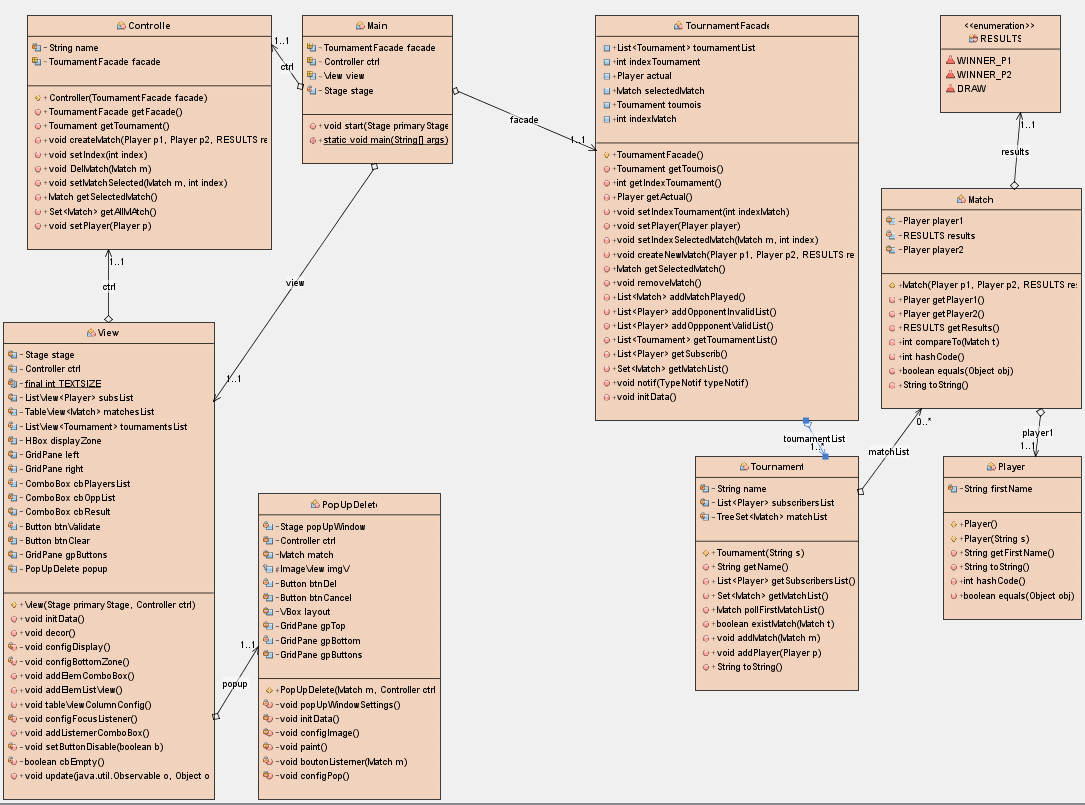 Controlle
- String name
- TournamentFacade facade
+ Controller(TournamentFacade facade)
+ TournamentFacade getFacade()
+ Tournament getTournament()
+ void createMatch(Player p1, Player p2, RESULTS re
+ void setIndex(int index)
+ void DelMatch(Match m)
+ void setMatchSelected(Match m, int index)
+ Match getSelectedMatch()
+ Set<Match> getAllMAtch()
+ void setPlayer(Player p)
1..1
ctrl
Main
- TournamentFacade facade
- Controller ctrl
- View view
- Stage stage
+ void start(Stage primaryStage
+ static void main(String[] args)
facade
1..1
view
1..1
TournamentFacade
- List<Tournament> tournamentList
- int indexTournament
- Player actual
- Match selectedMatch
- Tournament tournois
- int indexMatch
+ TournamentFacade()
+ Tournament getTournois()
+ int getIndexTournament()
+ Player getActual()
+ void setIndexTournament(int indexMatch)
+ void setPlayer(Player player)
+ void setIndexSelectedMatch(Match m, int index)
+ void createNewMatch(Player p1, Player p2, RESULTS re
+ Match getSelectedMatch()
+ void removeMatch()
+ List<Match> addMatchPlayed()
+ List<Player> addOpponentInvalidList()
+ List<Player> addOppponentValidList()
+ List<Tournament> getTournamentList()
+ List<Player> getSubscrib()
+ Set<Match> getMatchList()
+ void notif(TypeNotif typeNotif)
+ void initData()
<<enumeration>>
RESULTS
WINNER_P1
WINNER_P2
DRAW
1..1
results
Match
- Player player1
- RESULTS results
- Player player2
+ Match(Player p1, Player p2, RESULTS re:
+ Player getPlayer1()
+ Player getPlayer2()
+ RESULTS getResults()
+ int compareTo(Match t)
+ int hashCode()
+ boolean equals(Object obj)
+ String toString()
1..1
ctrl
View
- Stage stage
- Controller ctrl
- final int TEXTSIZE
- ListView<Player> subsList
- TableView<Match> matchesList
- ListView<Tournament> tournamentsList
- HBox displayZone
- GridPane left
- GridPane right
- ComboBox cbPlayersList
- ComboBox cbOppList
- ComboBox cbResult
- Button btnValidate
- Button btnClear
- GridPane gpButtons
- PopUpDelete popup
+ View(Stage primaryStage, Controller ctrl)
+ void initData()
+ void decor()
- void configDisplay()
- void configBottomZone()
+ void addElemComboBox()
+ void addElemListView()
+ void tableViewColumnConfig()
- void configFocusListener()
+ void addListernerComboBox()
- void setButtonDisable(boolean b)
- boolean cbEmpty()
+ void update(java.util.Observable o, Object o
1..1
popup
PopUpDelete
- Stage popUpWindow
- Controller ctrl
- Match match
# ImageView imgV
- Button btnDel
- Button btnCancel
- VBox layout
- GridPane gpTop
- GridPane gpBottom
- GridPane gpButtons
+ PopUpDelete(Match m, Controller ctrl
- void popUpWindowSettings()
- void initData()
- void configImage()
- void paint()
- void boutonListener(Match m)
- void configPop()
tournamentList
1..*
Tournament
- String name
- List<Player> subscribersList
- TreeSet<Match> matchList
+ Tournament(String s)
+ String getName()
+ List<Player> getSubscribersList()
+ Set<Match> getMatchList()
+ Match pollFirstMatchList()
+ boolean existMatch(Match t)
+ void addMatch(Match m)
+ void addPlayer(Player p)
+ String toString()
0..*
matchList
player1
1..1
Player
- String firstName
+ Player()
+ Player(String s)
+ String getFirstName()
+ String toString()
+ int hashCode()
+ boolean equals(Object obj)